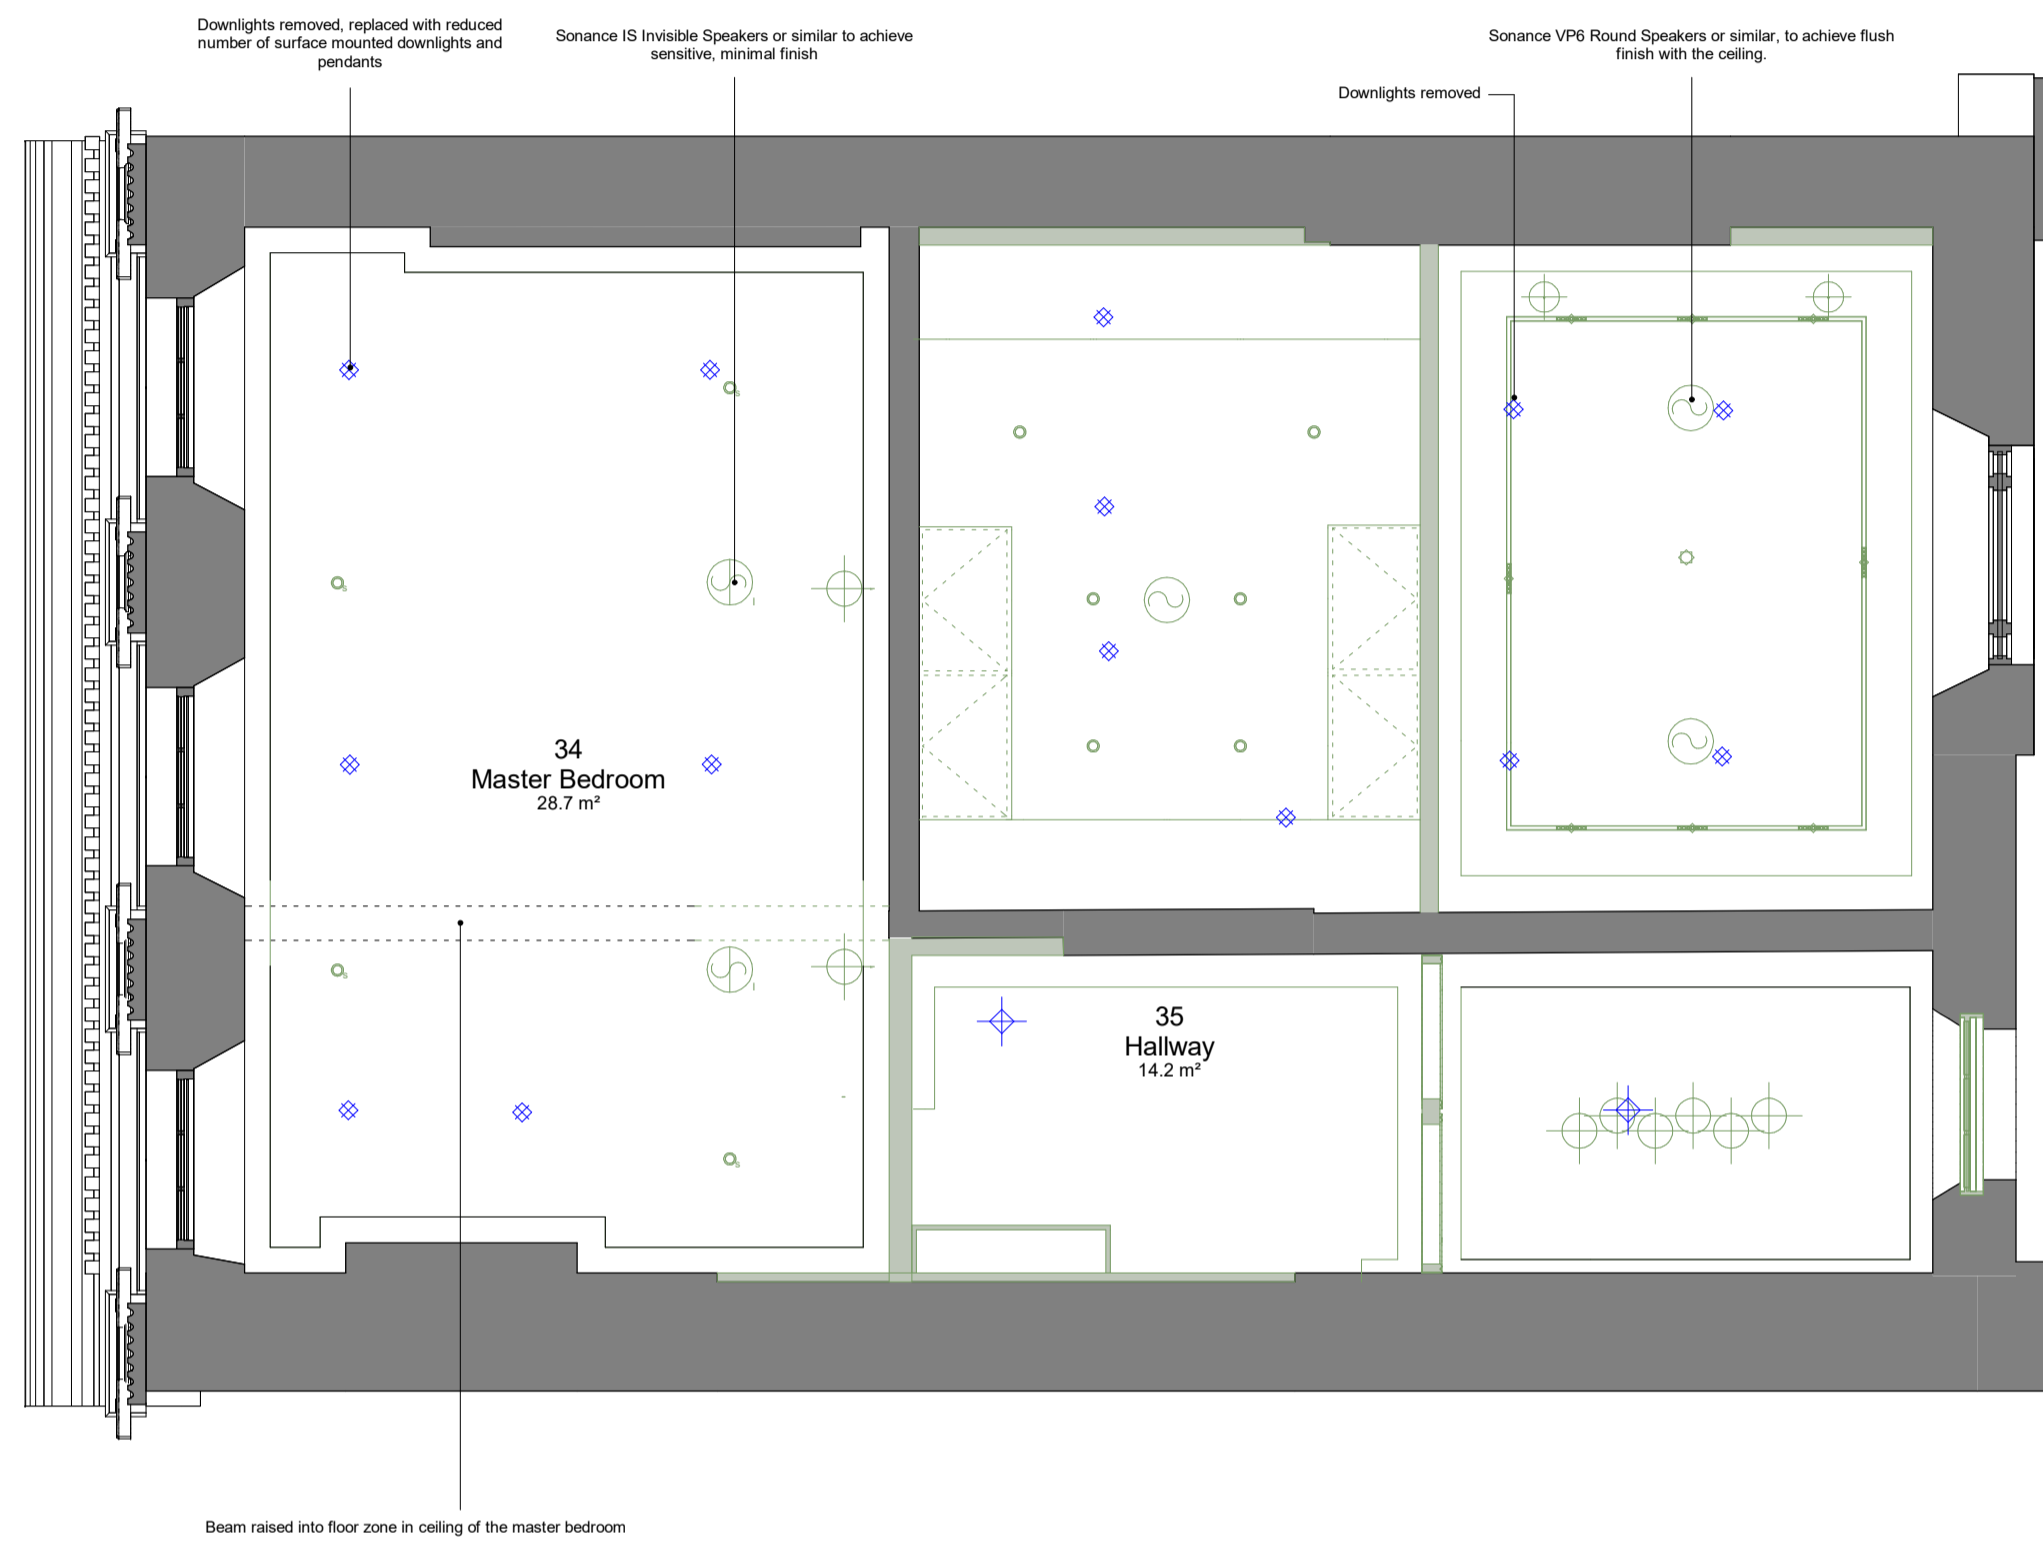 Downlights removed, replaced with reduced
number of surface mounted downlights and
pendants
Sonance IS Invisible Speakers or similar to achieve
sensitive, minimal finish
Sonance VP6 Round Speakers or similar, to achieve flush
finish with the ceiling.
Downlights removed
34
Master Bedroom
28.7 m²
35
Hallway
14.2 m²
Beam raised into floor zone in ceiling of the master bedroom